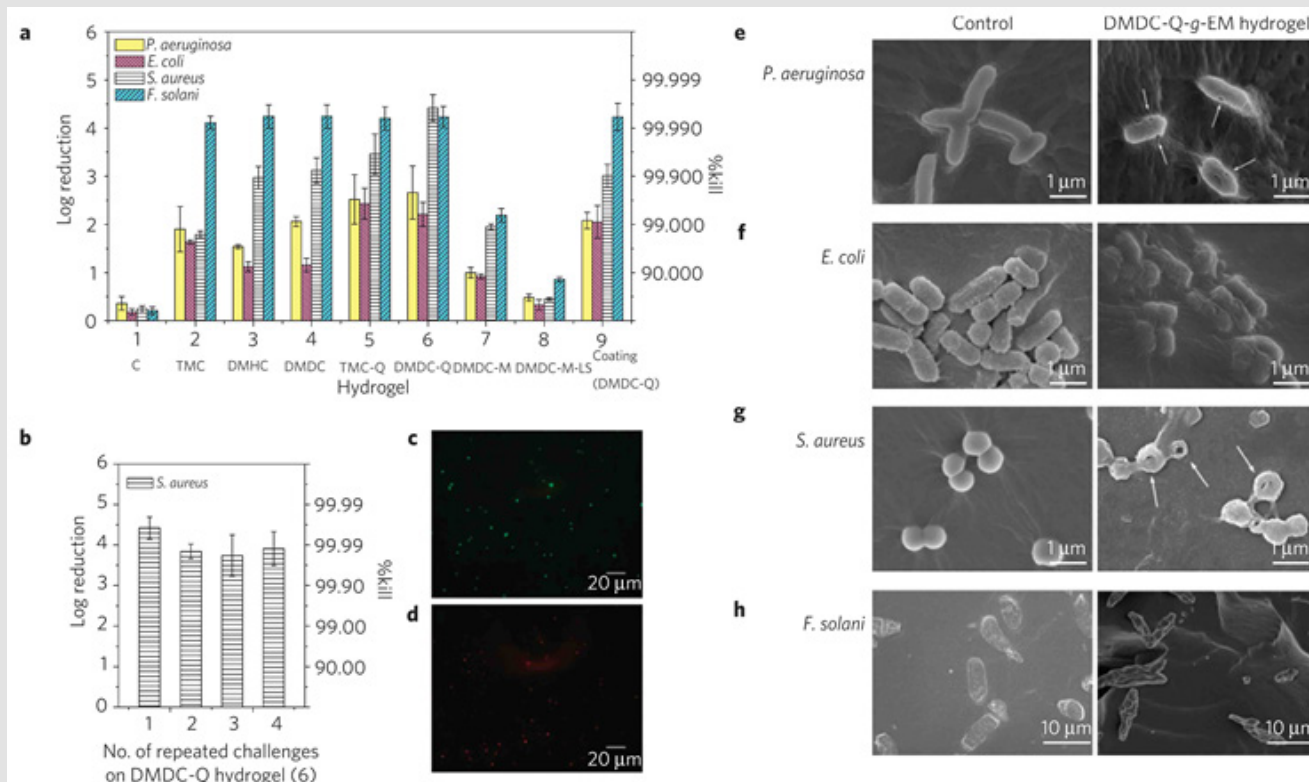 a
6
5
4
3
2
1
0
Log reduction
P. aeruginosa
E. coli
S. aureus
F. solani
99.999
99.990
99.900
99.000
90.000
%kill
1 2 3 4 5 6 7 8 9
C TMC DMHC DMDC TMC-Q DMDC-Q DMDC-M DMDC-M-LS Coating
(DMDC-Q)
Hydrogel
b
6
5
4
3
2
1
0
Log reduction
S. aureus
99.99
99.99
99.90
99.00
90.00
%kill
1 2 3 4
No. of repeated challenges
on DMDC-Q hydrogel (6)
c
20 μm
d
20 μm
Control DMDC-Q-g-EM hydrogel
e
P. aeruginosa
1 μm 1 μm
f
E. coli
1 μm 1 μm
g
S. aureus
1 μm 1 μm
h
F. solani
10 μm 10 μm